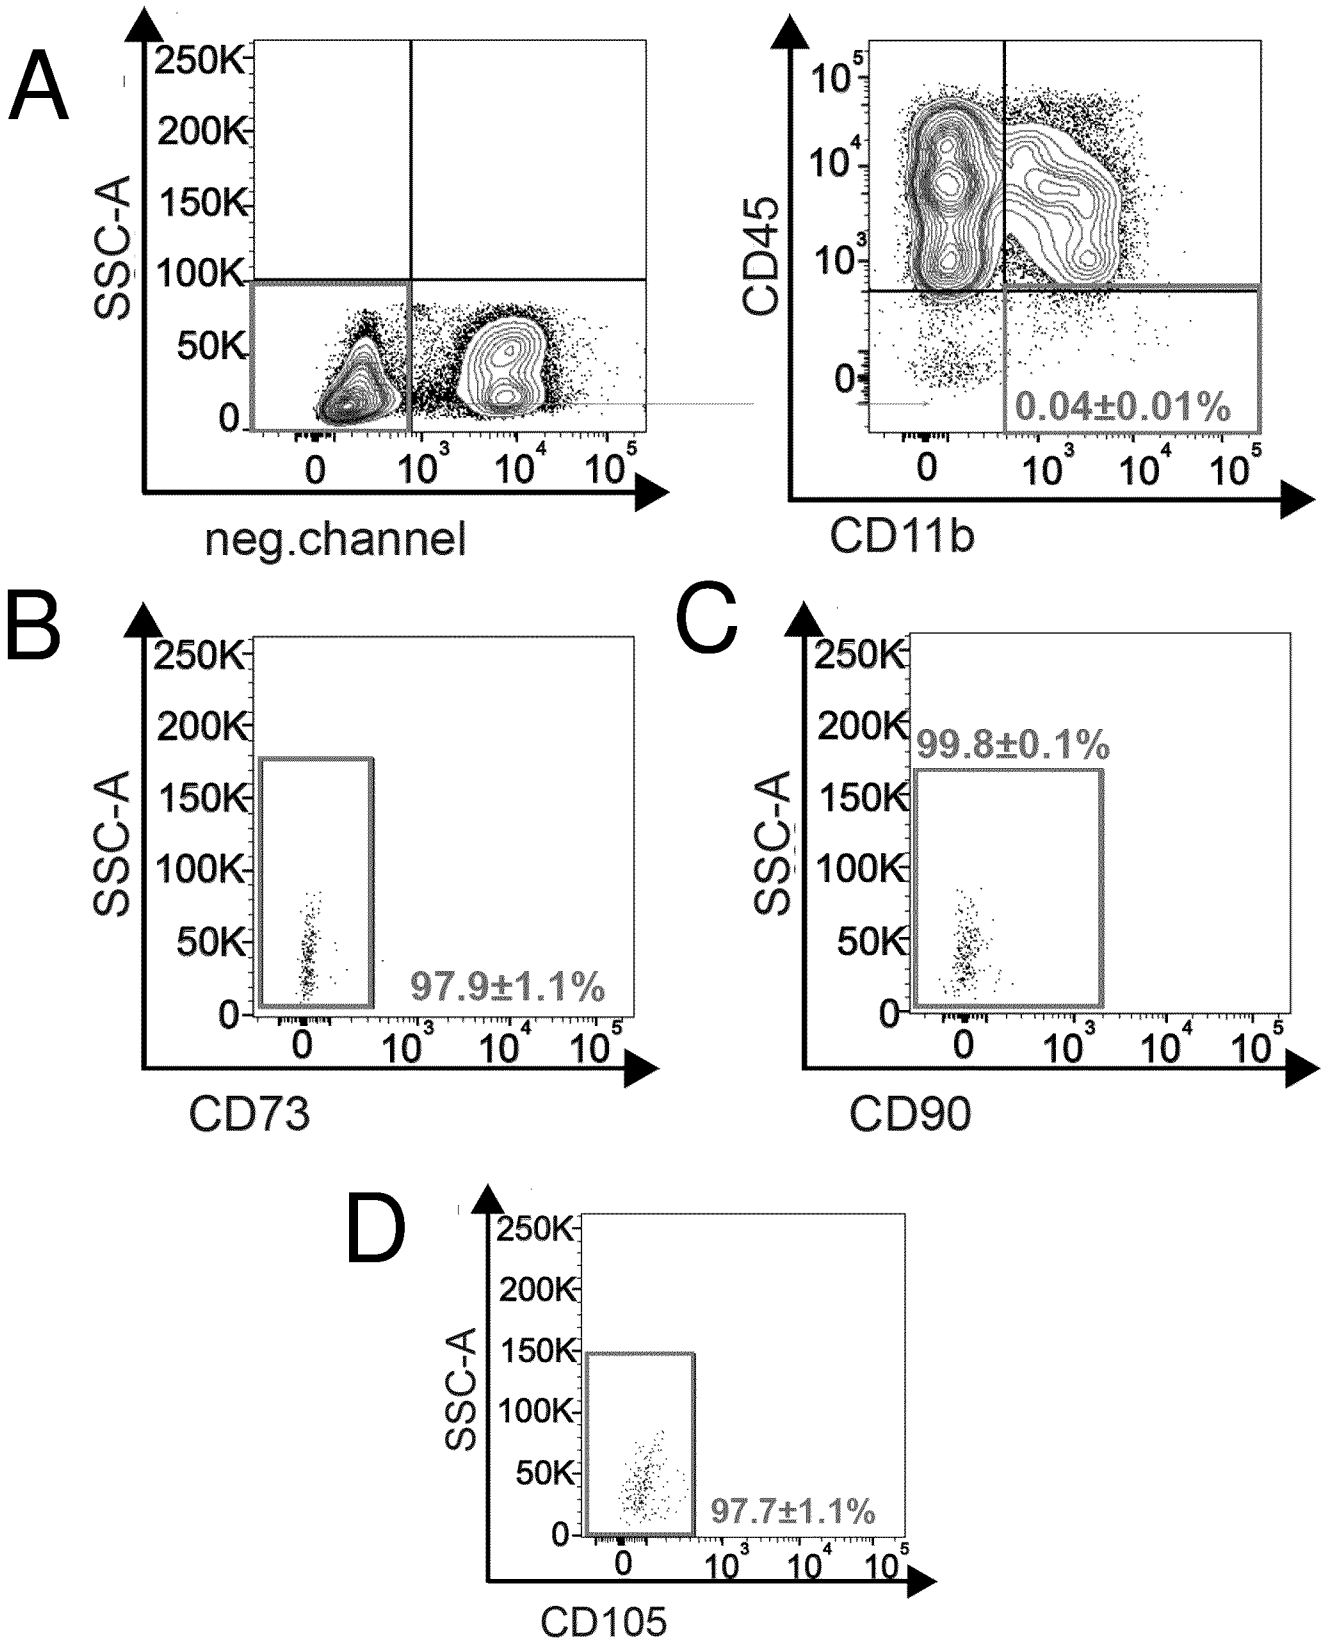 A
SSC-A
250K
200K
150K
100K
50K
0
0 10³ 10⁴ 10⁵
neg.channel
CD45
10⁵
10⁴
10³
0
0.04±0.01%
0 10³ 10⁴ 10⁵
CD11b
B
SSC-A
250K
200K
150K
100K
50K
0
97.9±1.1%
0 10³ 10⁴ 10⁵
CD73
C
SSC-A
250K
200K
99.8±0.1%
150K
100K
50K
0
0 10³ 10⁴ 10⁵
CD90
D
SSC-A
250K
200K
150K
100K
50K
0
97.7±1.1%
0 10³ 10⁴ 10⁵
CD105